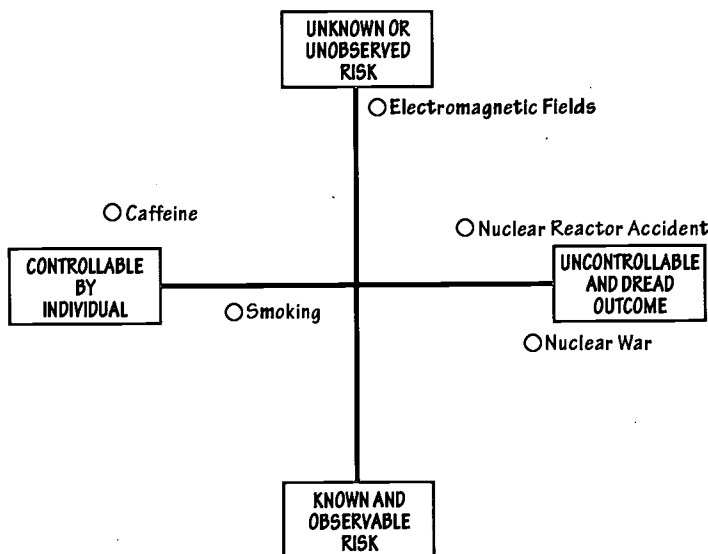 UNKNOWN OR
UNOBSERVED
RISK
Electromagnetic Fields
Caffeine
Nuclear Reactor Accident
CONTROLLABLE
BY
INDIVIDUAL
UNCONTROLLABLE
AND DREAD
OUTCOME
Smoking
Nuclear War
KNOWN AND
OBSERVABLE
RISK